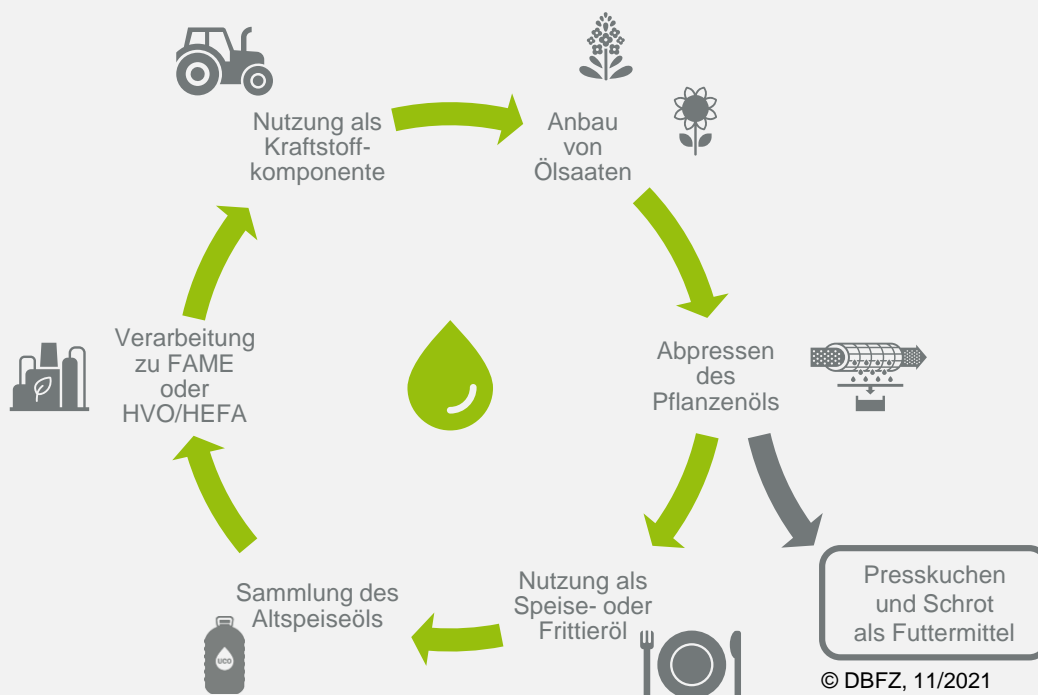 Nutzung als
Kraftstoff-
komponente
Anbau
von
Ölsaaten
Abpressen
des
Pflanzenöls
Presskuchen
und Schrot
als Futtermittel
Nutzung als
Speise- oder
Frittieröl
Sammlung des
Altspeiseöls
UCO
Verarbeitung
zu FAME
oder
HVO/HEFA
© DBFZ, 11/2021